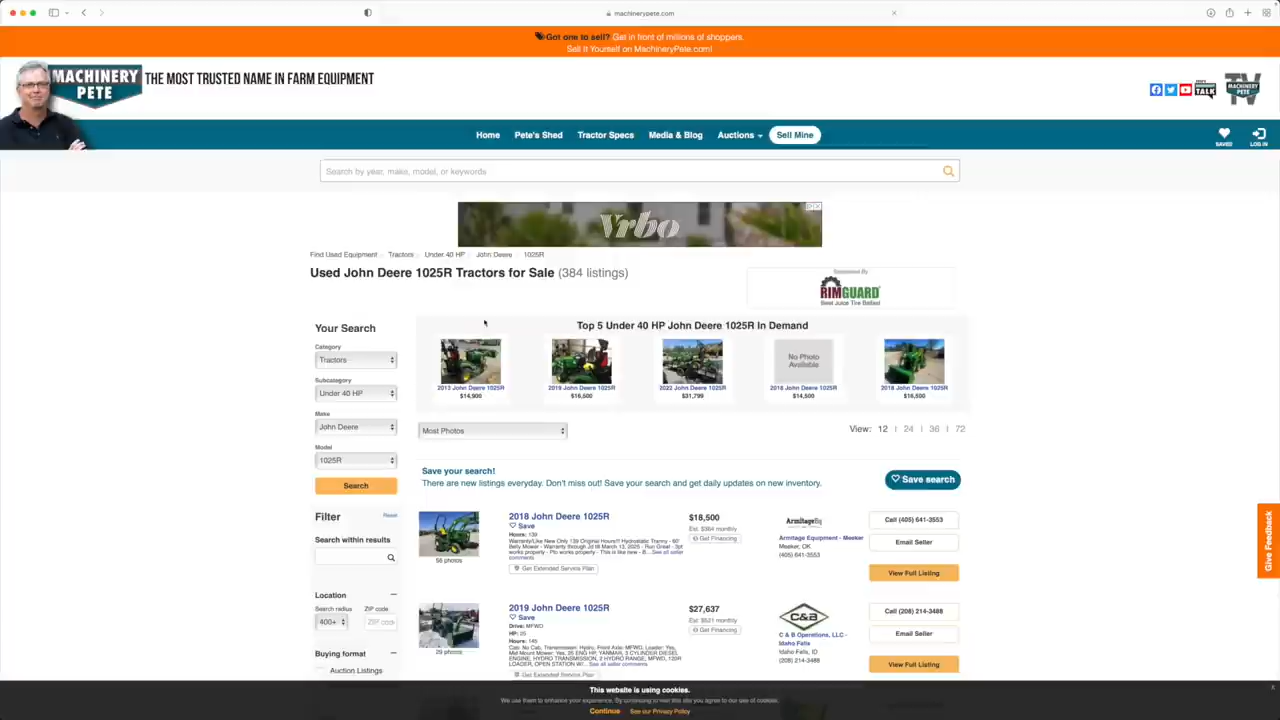 machinerypete.com
Got one to sell? Get in front of millions of shoppers.
Sell It Yourself on MachineryPete.com!
MACHINERY PETE
THE MOST TRUSTED NAME IN FARM EQUIPMENT
TALK
MACHINERY PETE TV
Home Pete's Shed Tractor Specs Media & Blog Auctions Sell Mine
SAVED LOG IN
Search by year, make, model, or keywords
Vrbo
Find Used Equipment Tractors Under 40 HP John Deere 1025R
Used John Deere 1025R Tractors for Sale (384 listings)
Sponsored By
RIMGUARD
Beet Juice Tire Ballast
Your Search
Category
Tractors
Subcategory
Under 40 HP
Make
John Deere
Model
1025R
Search
Filter Reset
Search within results
Location
Search radius ZIP code
400+ ZIP code
Buying format
Auction Listings
Top 5 Under 40 HP John Deere 1025R In Demand
No Photo Available
2013 John Deere 1025R 2019 John Deere 1025R 2022 John Deere 1025R 2018 John Deere 1025R 2018 John Deere 1025R
$14,900 $16,500 $31,799 $14,500 $16,500
Most Photos
View: 12 | 24 | 36 | 72
Save your search!
There are new listings everyday. Don't miss out! Save your search and get daily updates on new inventory.
Save search
2018 John Deere 1025R
Save
Hours: 139
Warranty/Like New Only 139 Original Hours!!! Hydrostatic Tranny - 60'
Belly Mower - Warranty through Jd 18 March 13, 2025 - Run Great - 3pt
works properly - Pto works properly - This is like new - B... See all seller
comments
Get Extended Service Plan
56 photos
$18,500
Est. $384 monthly
Get Financing
Armitage Equipment - Meeker
Meeker, OK
(405) 641-3553
Call (405) 641-3553
Email Seller
View Full Listing
2019 John Deere 1025R
Save
Drive: MFWD
HP: 25
Hours: 145
Cab: No Cab, Transmission: Hydro, Front Axle: MFWD, Loader: Yes,
Mid Mount Mower: Yes, 25 ENG HP, YANMAR, 3 CYLINDER DIESEL
ENGINE, HYDRO TRANSMISSION, 2 HYDRO RANGE, MFWD, 120R
LOADER, OPEN STATION W/... See all seller comments
Get Extended Service Plan
29 photos
$27,637
Est. $521 monthly
Get Financing
C&B
C & B Operations, LLC -
Idaho Falls
Idaho Falls, ID
(208) 214-3488
Call (208) 214-3488
Email Seller
View Full Listing
Give Feedback
This website is using cookies.
We use them to enhance your experience. By continuing to visit this site you agree to our use of cookies.
Continue See our Privacy Policy
x